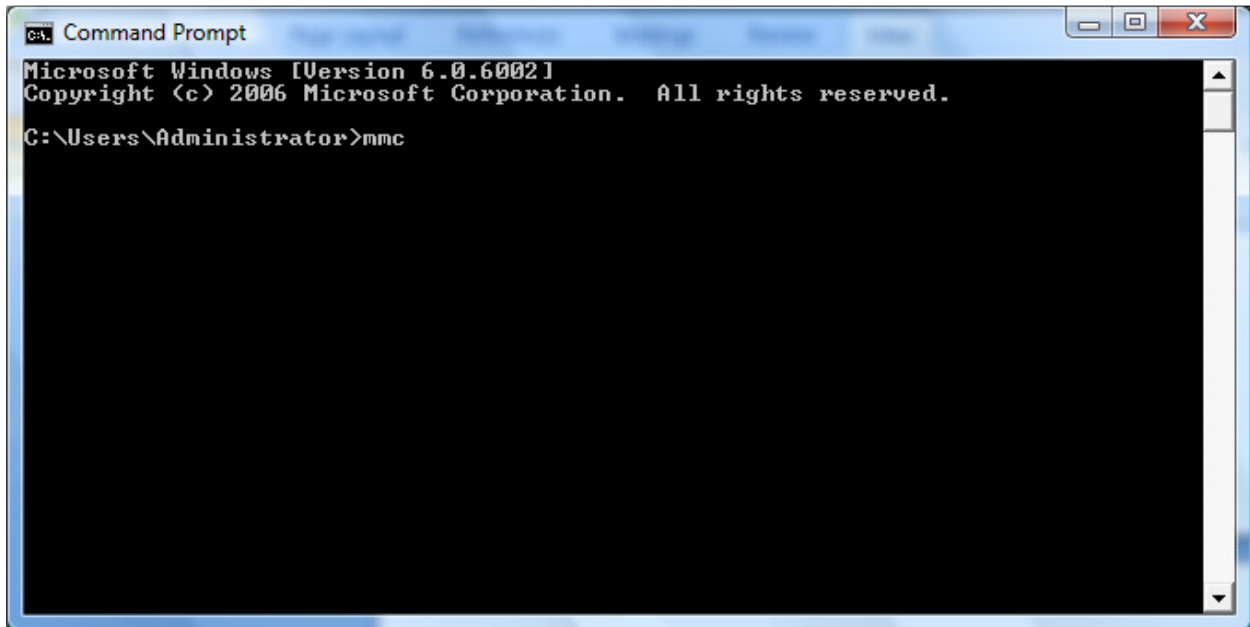 Command Prompt
Microsoft Windows [Version 6.0.6002]
Copyright (c) 2006 Microsoft Corporation.  All rights reserved.
C:\Users\Administrator>mmc